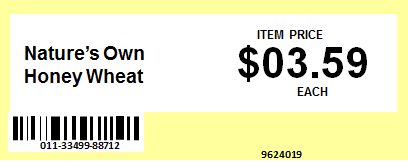 Nature's Own
Honey Wheat
ITEM PRICE
$03.59
EACH
011-33499-88712
9624019